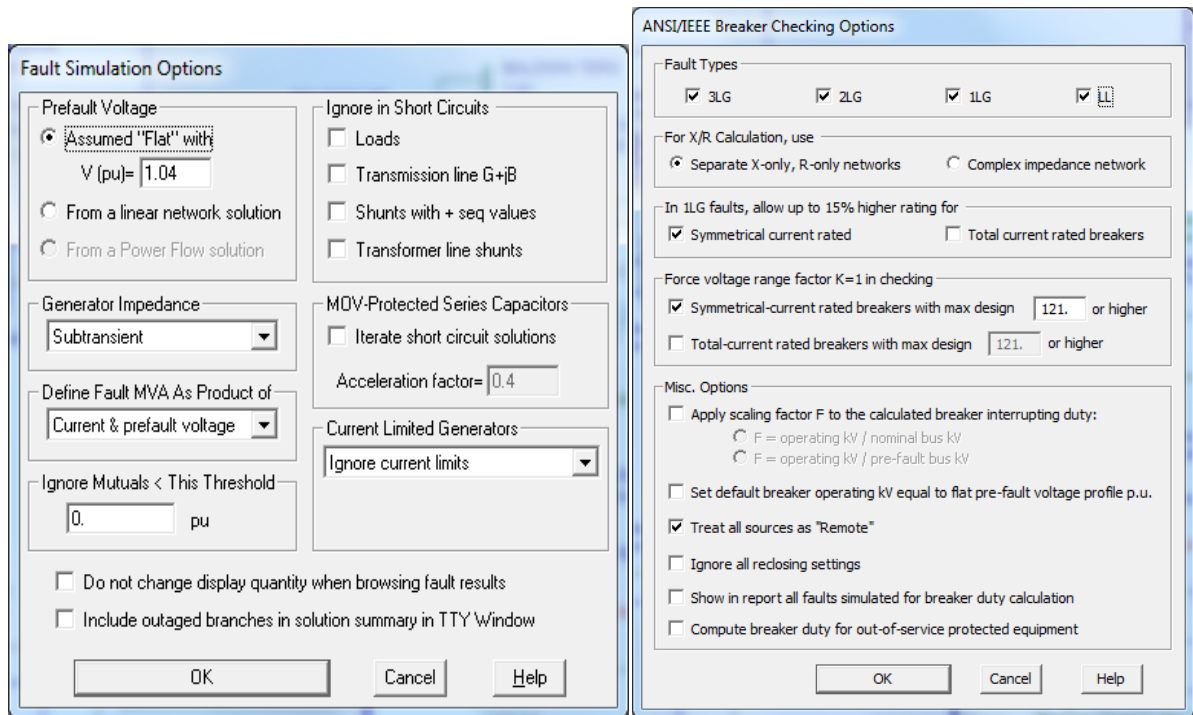 Fault Simulation Options
Prefault Voltage
Assumed "Flat" with
V (pu)= 1.04
From a linear network solution
From a Power Flow solution
Generator Impedance
Subtransient
Define Fault MVA As Product of
Current & prefault voltage
Ignore Mutuals < This Threshold
0. pu
Ignore in Short Circuits
Loads
Transmission line G+jB
Shunts with + seq values
Transformer line shunts
MOV-Protected Series Capacitors
Iterate short circuit solutions
Acceleration factor= 0.4
Current Limited Generators
Ignore current limits
Do not change display quantity when browsing fault results
Include outaged branches in solution summary in TTY Window
OK Cancel Help
ANSI/IEEE Breaker Checking Options
Fault Types
3LG 2LG 1LG LL
For X/R Calculation, use
Separate X-only, R-only networks Complex impedance network
In 1LG faults, allow up to 15% higher rating for
Symmetrical current rated Total current rated breakers
Force voltage range factor K=1 in checking
Symmetrical-current rated breakers with max design 121. or higher
Total-current rated breakers with max design 121. or higher
Misc. Options
Apply scaling factor F to the calculated breaker interrupting duty:
F = operating kV / nominal bus kV
F = operating kV / pre-fault bus kV
Set default breaker operating kV equal to flat pre-fault voltage profile p.u.
Treat all sources as "Remote"
Ignore all reclosing settings
Show in report all faults simulated for breaker duty calculation
Compute breaker duty for out-of-service protected equipment
OK Cancel Help